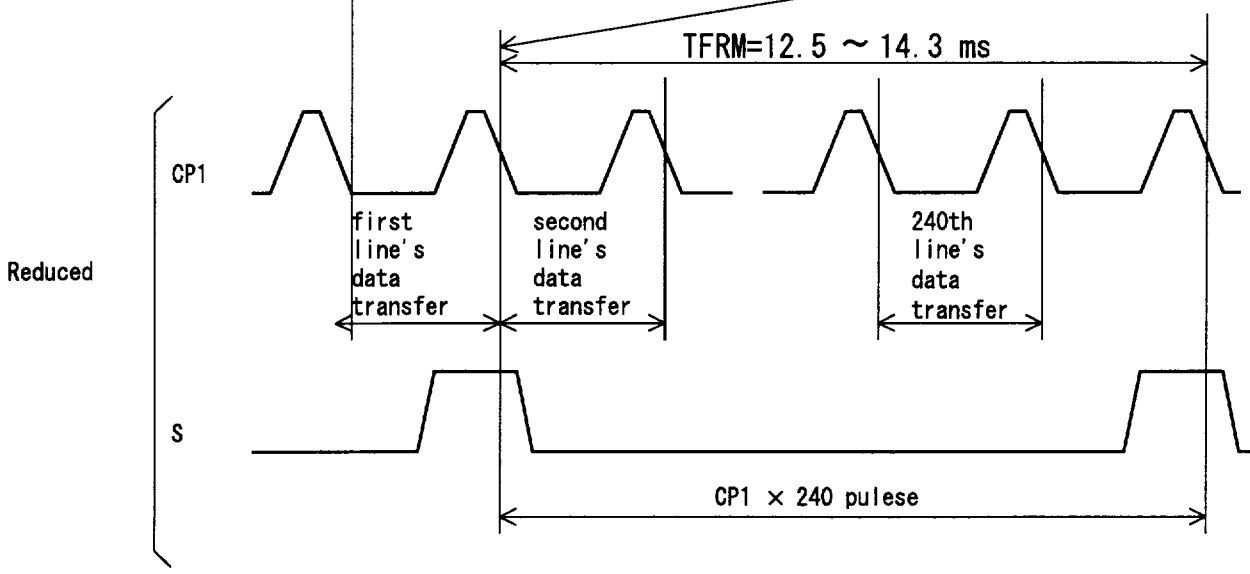 TFRM=12.5 ~ 14.3 ms
CP1
first
line's
data
transfer
second
line's
data
transfer
240th
line's
data
transfer
Reduced
S
CP1 × 240 pulese